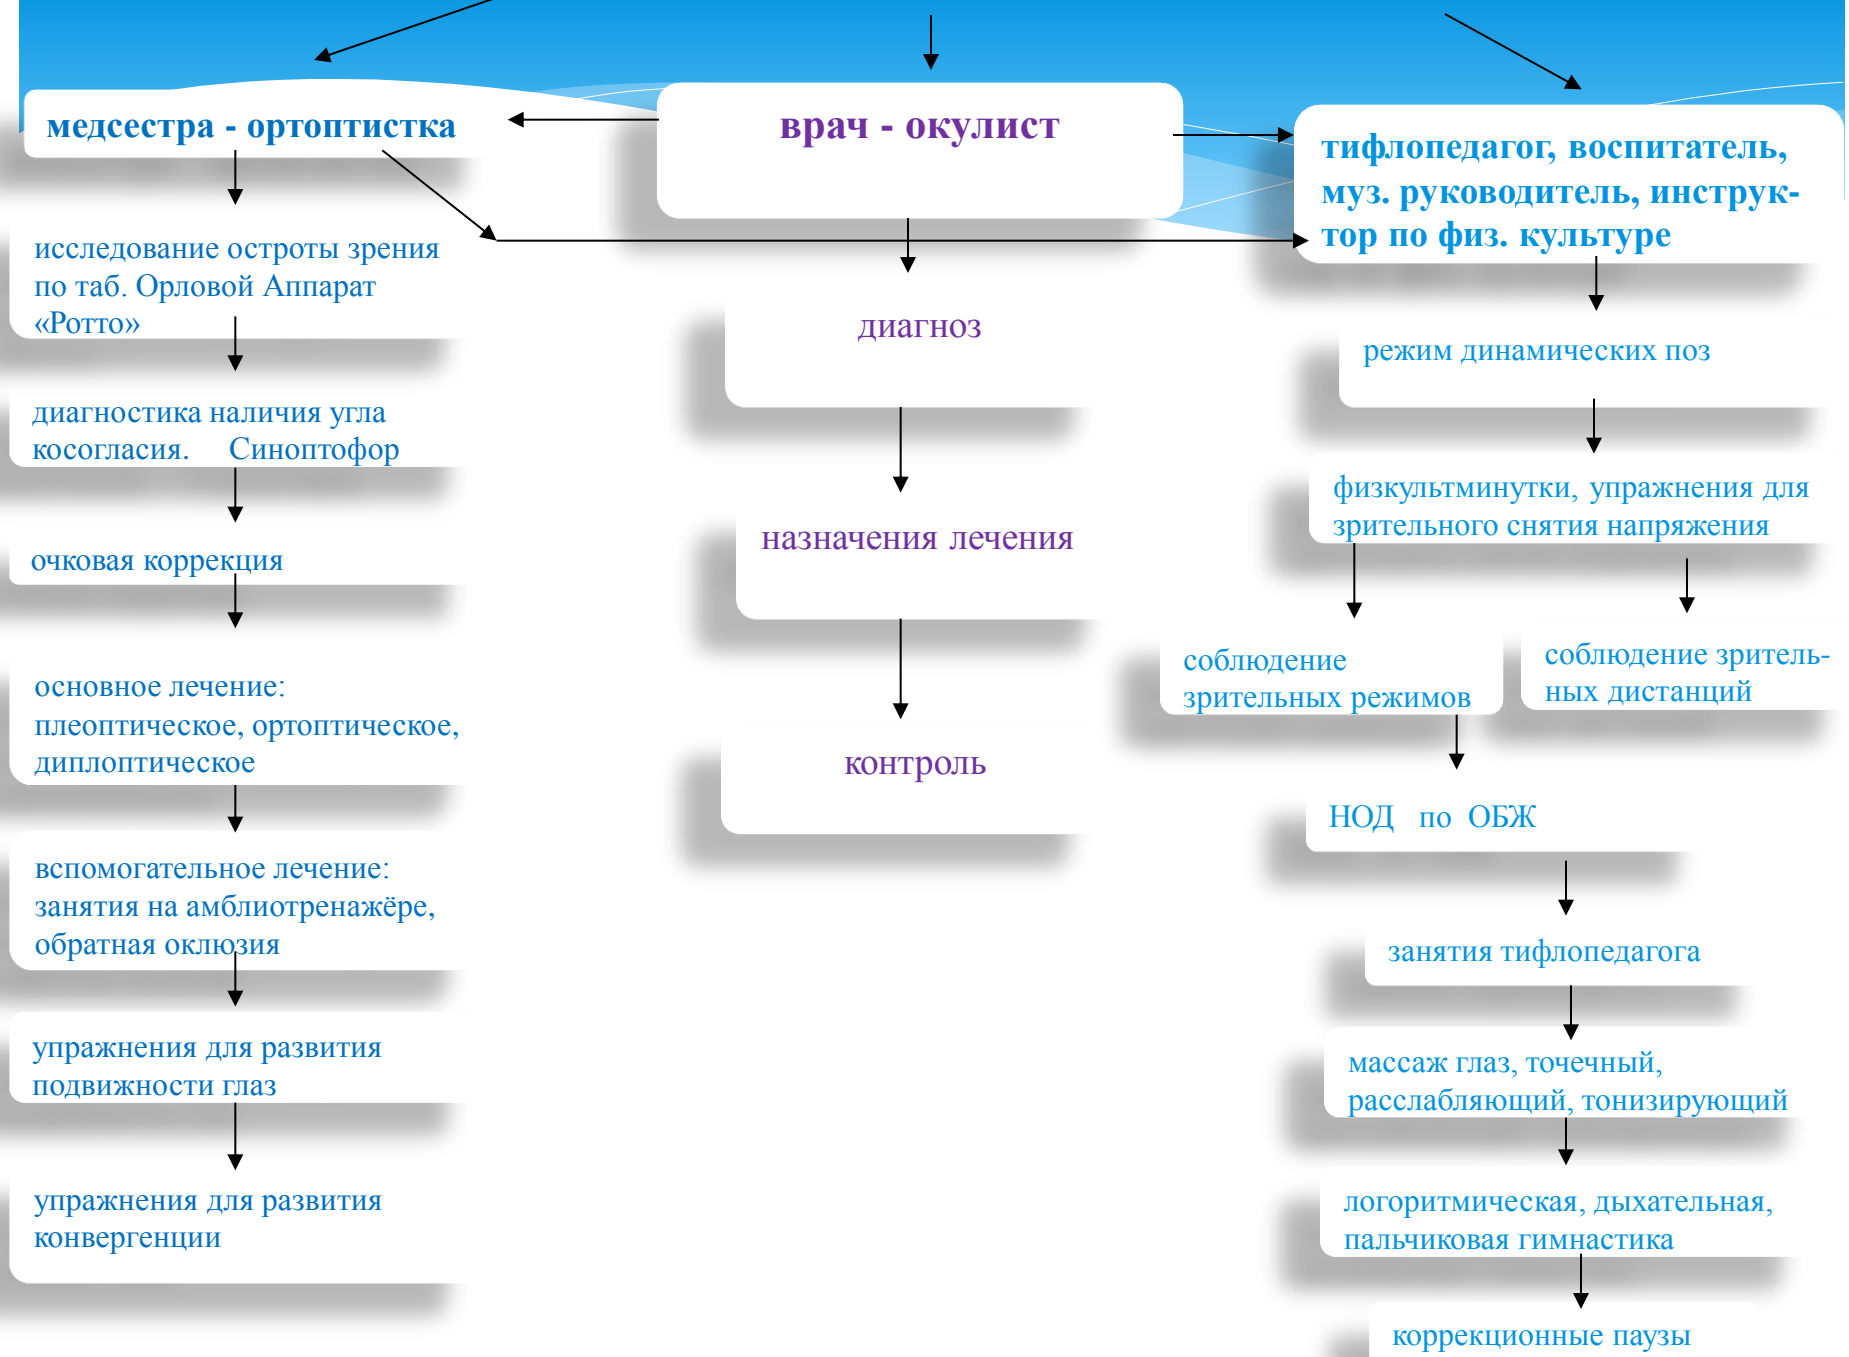 медсестра - ортоптистка
исследование остроты зрения
по таб. Орловой Аппарат
«Ротто»
диагностика наличия угла
косогласия. Синоптофор
очковая коррекция
основное лечение:
плеоптическое, ортоптическое,
диплоптическое
вспомогательное лечение:
занятия на амблиотренажёре,
обратная оклюзия
упражнения для развития
подвижности глаз
упражнения для развития
конвергенции
врач - окулист
диагноз
назначения лечения
контроль
тифлопедагог, воспитатель,
муз. руководитель, инструк-
тор по физ. культуре
режим динамических поз
физкультминутки, упражнения для
зрительного снятия напряжения
соблюдение
зрительных режимов
соблюдение зритель-
ных дистанций
НОД по ОБЖ
занятия тифлопедагога
массаж глаз, точечный,
расслабляющий, тонизирующий
логоритмическая, дыхательная,
пальчиковая гимнастика
коррекционные паузы